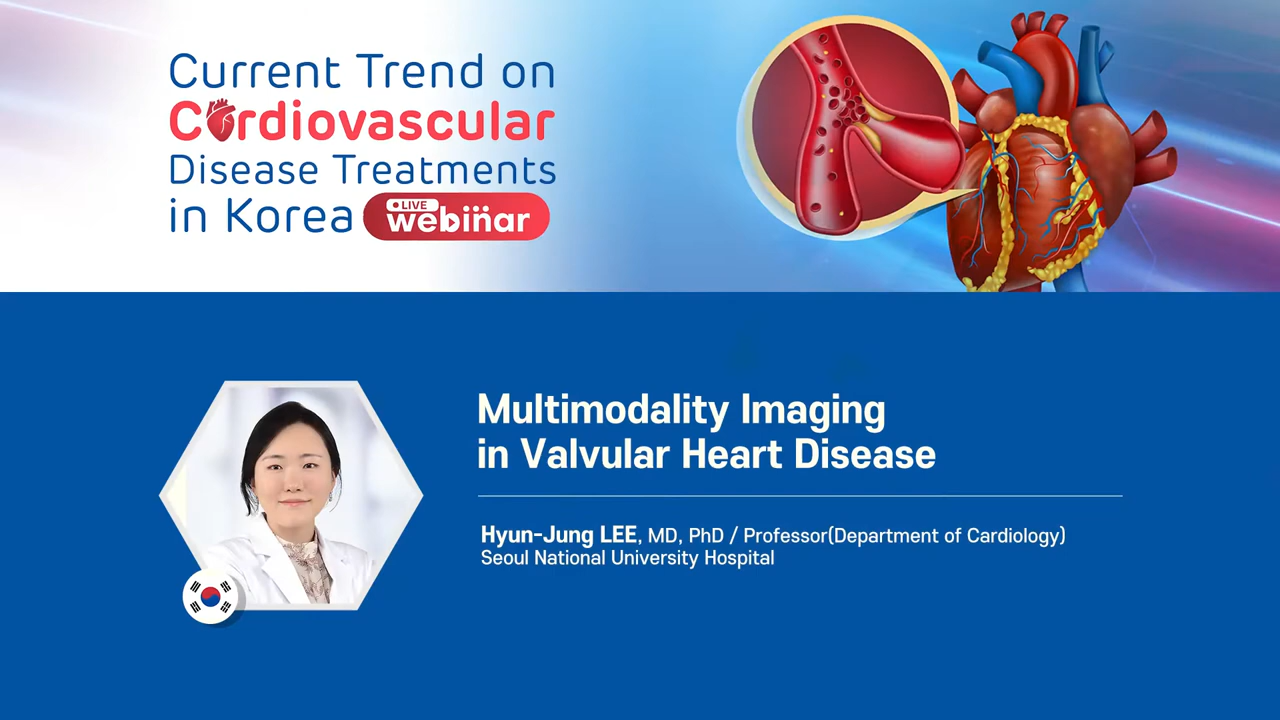 Current Trend on
Cardiovascular
Disease Treatments
in Korea LIVE webinar
Multimodality Imaging
in Valvular Heart Disease
Hyun-Jung LEE, MD, PhD / Professor(Department of Cardiology)
Seoul National University Hospital